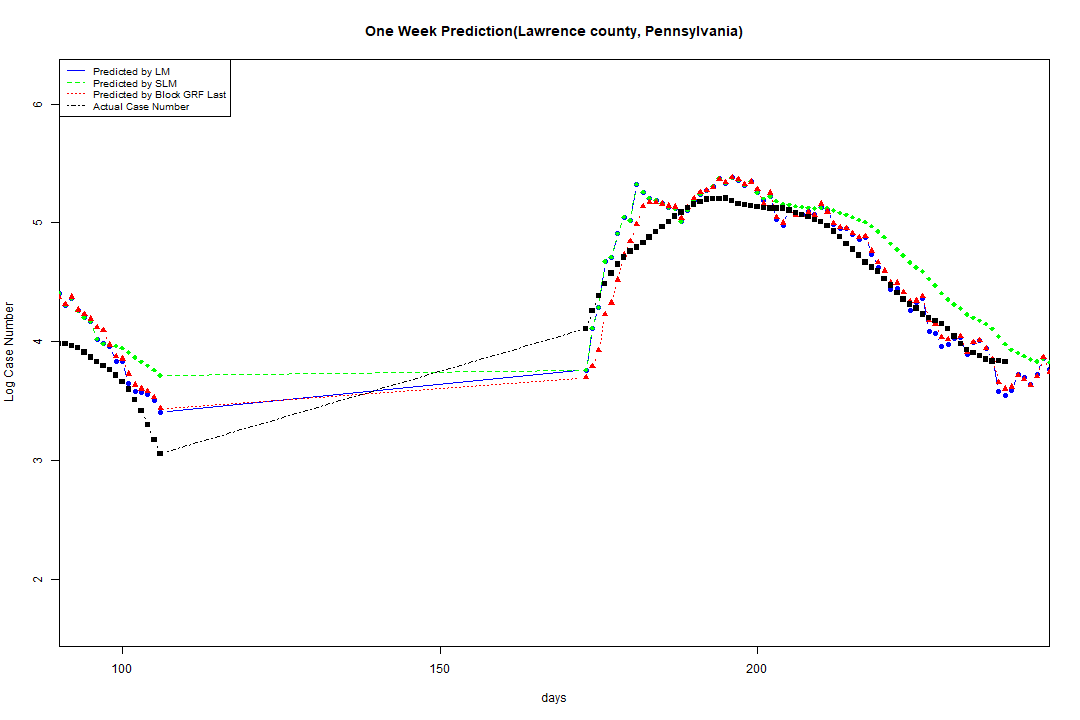 One Week Prediction(Lawrence county, Pennsylvania)
Predicted by LM
Predicted by SLM
Predicted by Block GRF Last
Actual Case Number
6
5
4
3
2
Log Case Number
100
150
200
days